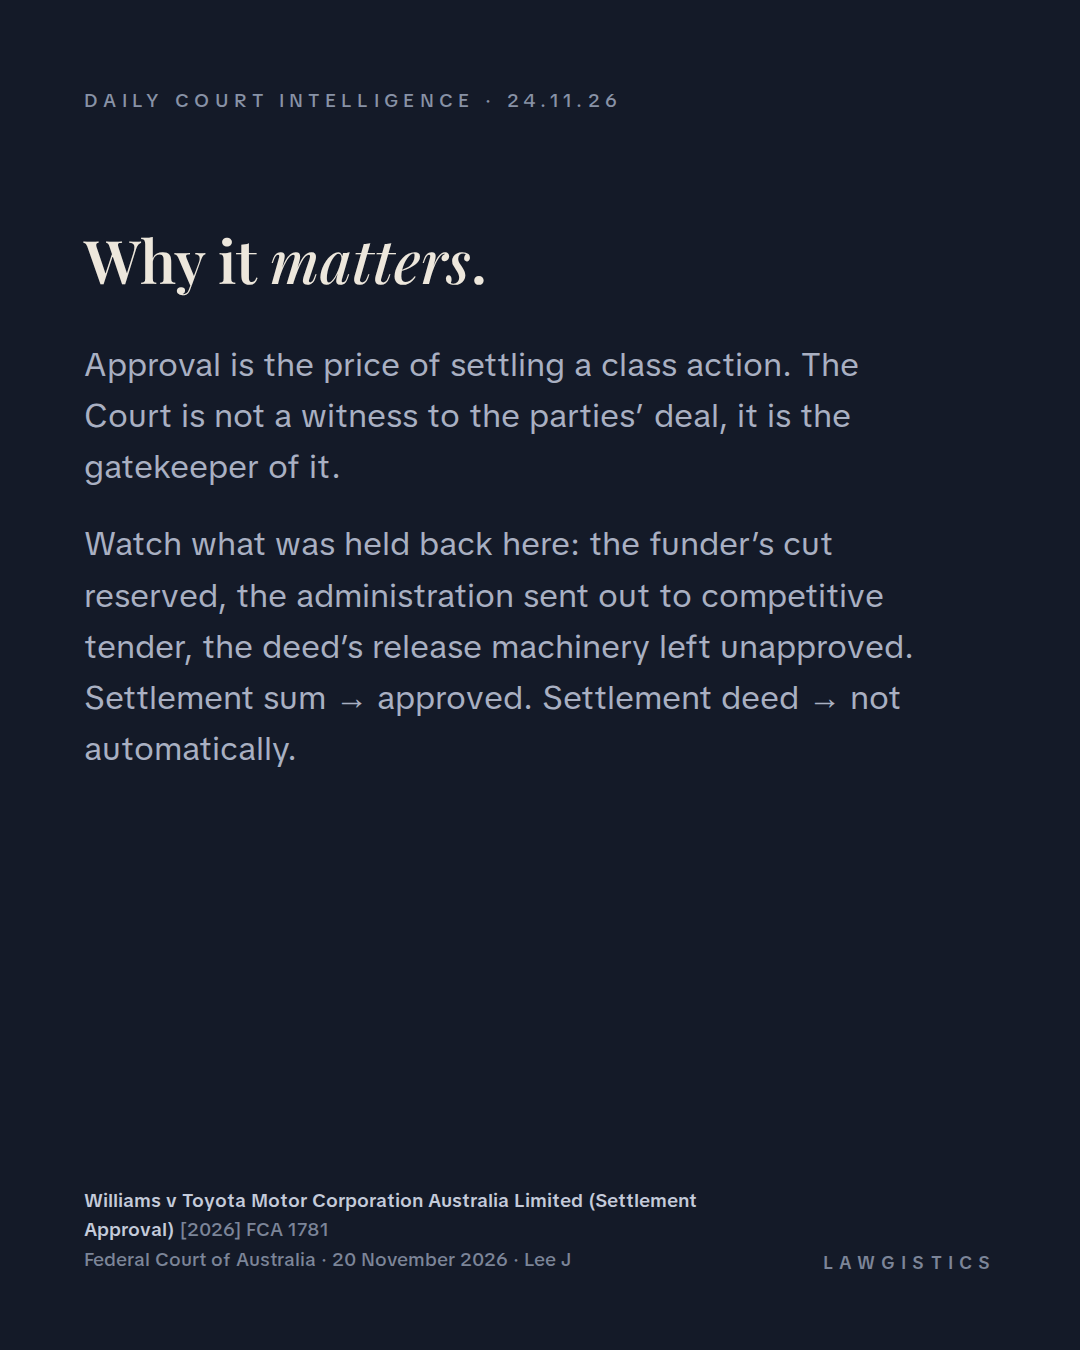 DAILY COURT INTELLIGENCE · 24.11.26
Why it matters.
Approval is the price of settling a class action. The
Court is not a witness to the parties’ deal, it is the
gatekeeper of it.
Watch what was held back here: the funder’s cut
reserved, the administration sent out to competitive
tender, the deed’s release machinery left unapproved.
Settlement sum → approved. Settlement deed → not
automatically.
Williams v Toyota Motor Corporation Australia Limited (Settlement
Approval) [2026] FCA 1781
Federal Court of Australia · 20 November 2026 · Lee J
LAWGISTICS